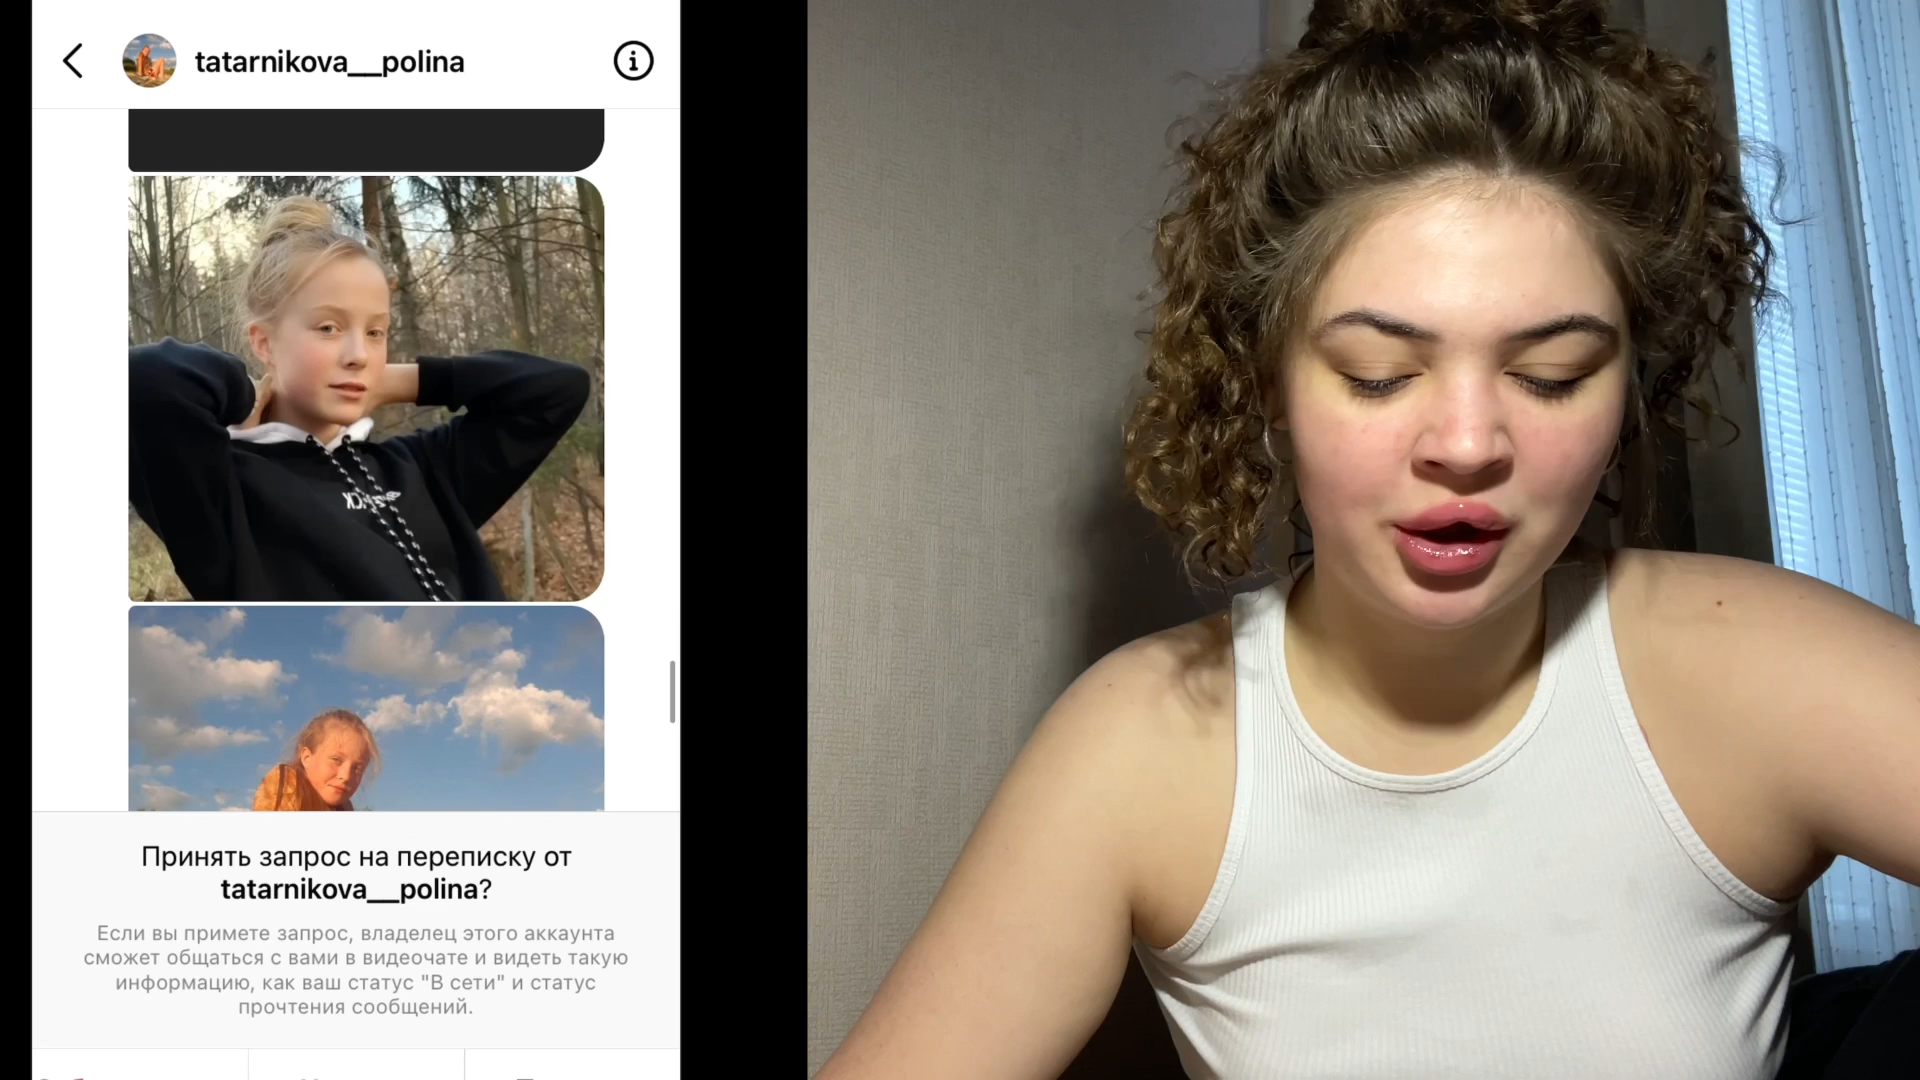 tatarnikova__polina
Принять запрос на переписку от
tatarnikova__polina?
Если вы примете запрос, владелец этого аккаунта
сможет общаться с вами в видеочате и видеть такую
информацию, как ваш статус "В сети" и статус
прочтения сообщений.